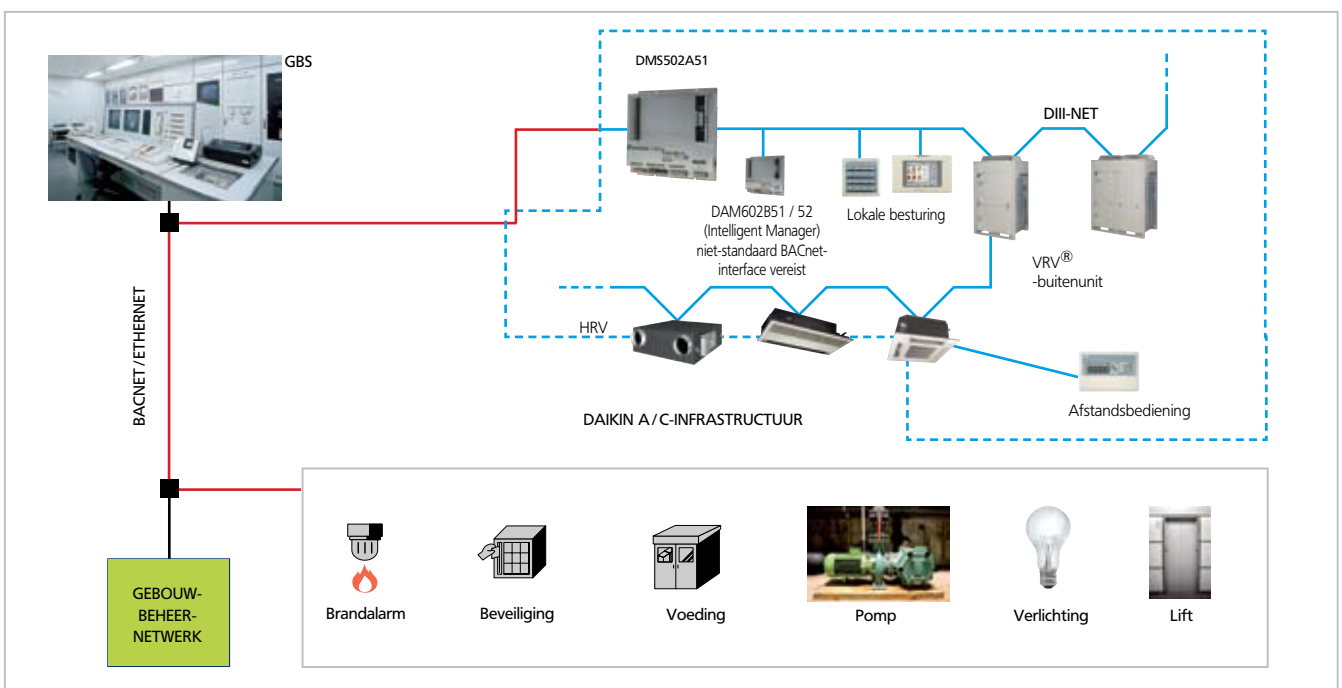 GBS
DMS502A51
DIII-NET
DAM602B51 / 52
(Intelligent Manager)
niet-standaard BACnet-
interface vereist
Lokale besturing
VRV®
-buitenunit
HRV
BACNET / ETHERNET
Afstandsbediening
DAIKIN A / C-INFRASTRUCTUUR
GEBOUW-
BEHEER-
NETWERK
Brandalarm
Beveiliging
Voeding
Pomp
Verlichting
Lift